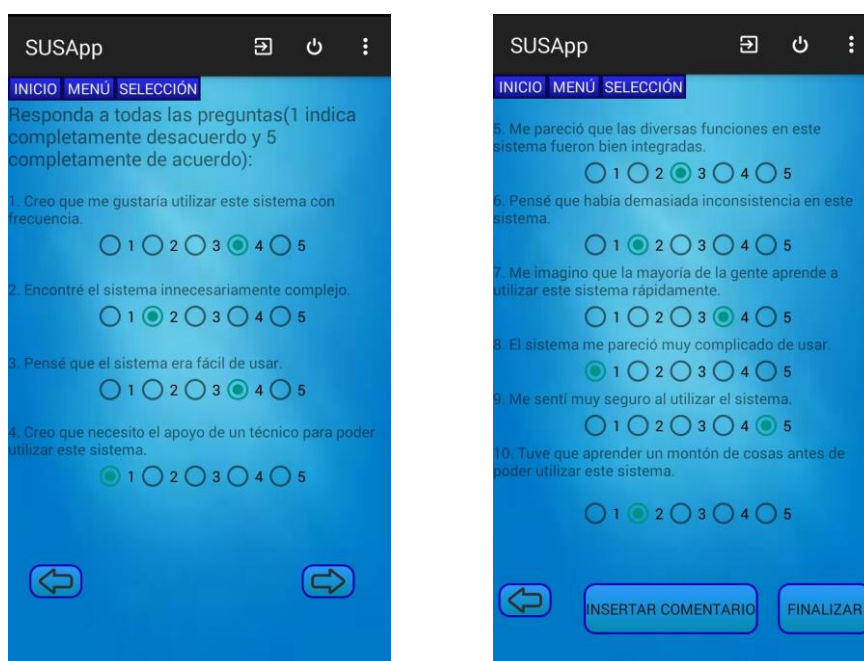 SUSApp
INICIO MENÚ SELECCIÓN
Responda a todas las preguntas(1 indica
completamente desacuerdo y 5
completamente de acuerdo):
1. Creo que me gustaría utilizar este sistema con
frecuencia.
1 2 3 4 5
2. Encontré el sistema innecesariamente complejo.
1 2 3 4 5
3. Pensé que el sistema era fácil de usar.
1 2 3 4 5
4. Creo que necesito el apoyo de un técnico para poder
utilizar este sistema.
1 2 3 4 5
SUSApp
INICIO MENÚ SELECCIÓN
5. Me pareció que las diversas funciones en este
sistema fueron bien integradas.
1 2 3 4 5
6. Pensé que había demasiada inconsistencia en este
sistema.
1 2 3 4 5
7. Me imagino que la mayoría de la gente aprende a
utilizar este sistema rápidamente.
1 2 3 4 5
8. El sistema me pareció muy complicado de usar.
1 2 3 4 5
9. Me sentí muy seguro al utilizar el sistema.
1 2 3 4 5
10. Tuve que aprender un montón de cosas antes de
poder utilizar este sistema.
1 2 3 4 5
INSERTAR COMENTARIO FINALIZAR